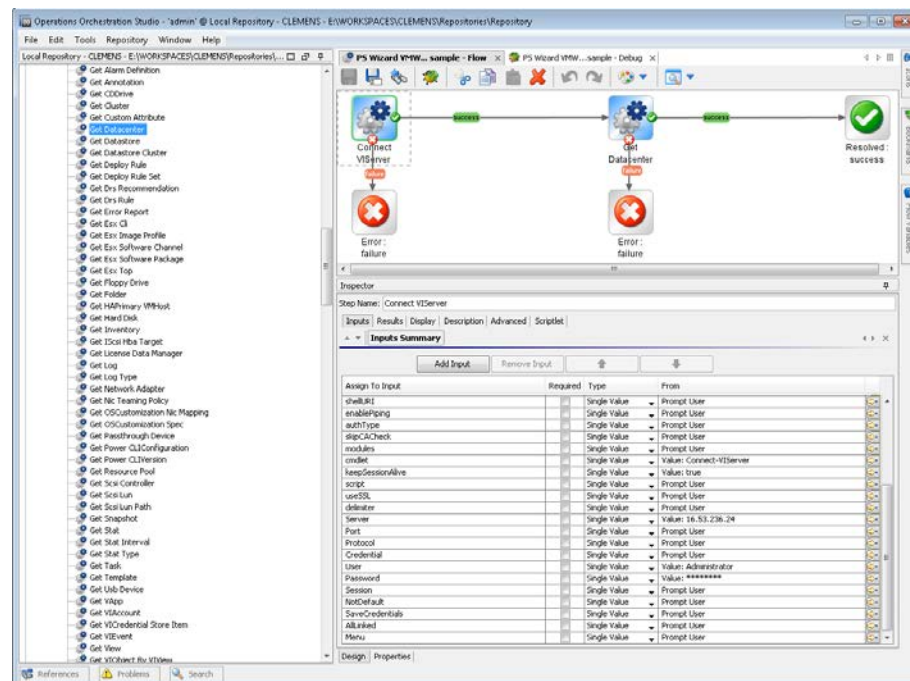 Operations Orchestration Studio - 'admin' @ Local Repository - CLEMENS - E:\WORKSPACES\CLEMENS\Repositories\Repository
File Edit Tools Repository Window Help
Local Repository - CLEMENS - E:\WORKSPACES\CLEMENS\Repositories\...
Get Alarm Definition
Get Annotation
Get CDDrive
Get Cluster
Get Custom Attribute
Get Datacenter
Get Datastore
Get Datastore Cluster
Get Deploy Rule
Get Deploy Rule Set
Get Drs Recommendation
Get Drs Rule
Get Error Report
Get Esx Cli
Get Esx Image Profile
Get Esx Software Channel
Get Esx Software Package
Get Esx Top
Get Floppy Drive
Get Folder
Get HAPrimary VMHost
Get Hard Disk
Get Inventory
Get IScsi Hba Target
Get License Data Manager
Get Log
Get Log Type
Get Network Adapter
Get Nic Teaming Policy
Get OSCustomization Nic Mapping
Get OSCustomization Spec
Get Passthrough Device
Get Power CLIConfiguration
Get Power CLIVersion
Get Resource Pool
Get Scsi Controller
Get ScsiLun
Get ScsiLun Path
Get Snapshot
Get Stat
Get Stat Interval
Get Stat Type
Get Task
Get Template
Get Usb Device
Get VApp
Get VIAccount
Get VICredential Store Item
Get VIEvent
Get View
Get VIObject By VIView
References Problems Search
PS Wizard VMW... sample - Flow PS Wizard VMW...sample - Debug
success success
Connect VIServer
Get Datacenter
Resolved : success
failure failure
Error : failure
Error : failure
Inspector
Step Name: Connect VIServer
Inputs Results Display Description Advanced Scriptlet
Inputs Summary
Add Input Remove Input
Assign To Input Required Type From
shellURI Single Value Prompt User
enablePiping Single Value Prompt User
authType Single Value Prompt User
skipCACheck Single Value Prompt User
modules Single Value Prompt User
cmdlet Single Value Value: Connect-VIServer
keepSessionAlive Single Value Value: true
script Single Value Prompt User
useSSL Single Value Prompt User
delimiter Single Value Prompt User
Server Single Value Value: 16.53.236.24
Port Single Value Prompt User
Protocol Single Value Prompt User
Credential Single Value Prompt User
User Single Value Value: Administrator
Password Single Value Value: ********
Session Single Value Prompt User
NotDefault Single Value Prompt User
SaveCredentials Single Value Prompt User
AllLinked Single Value Prompt User
Menu Single Value Prompt User
Design Properties